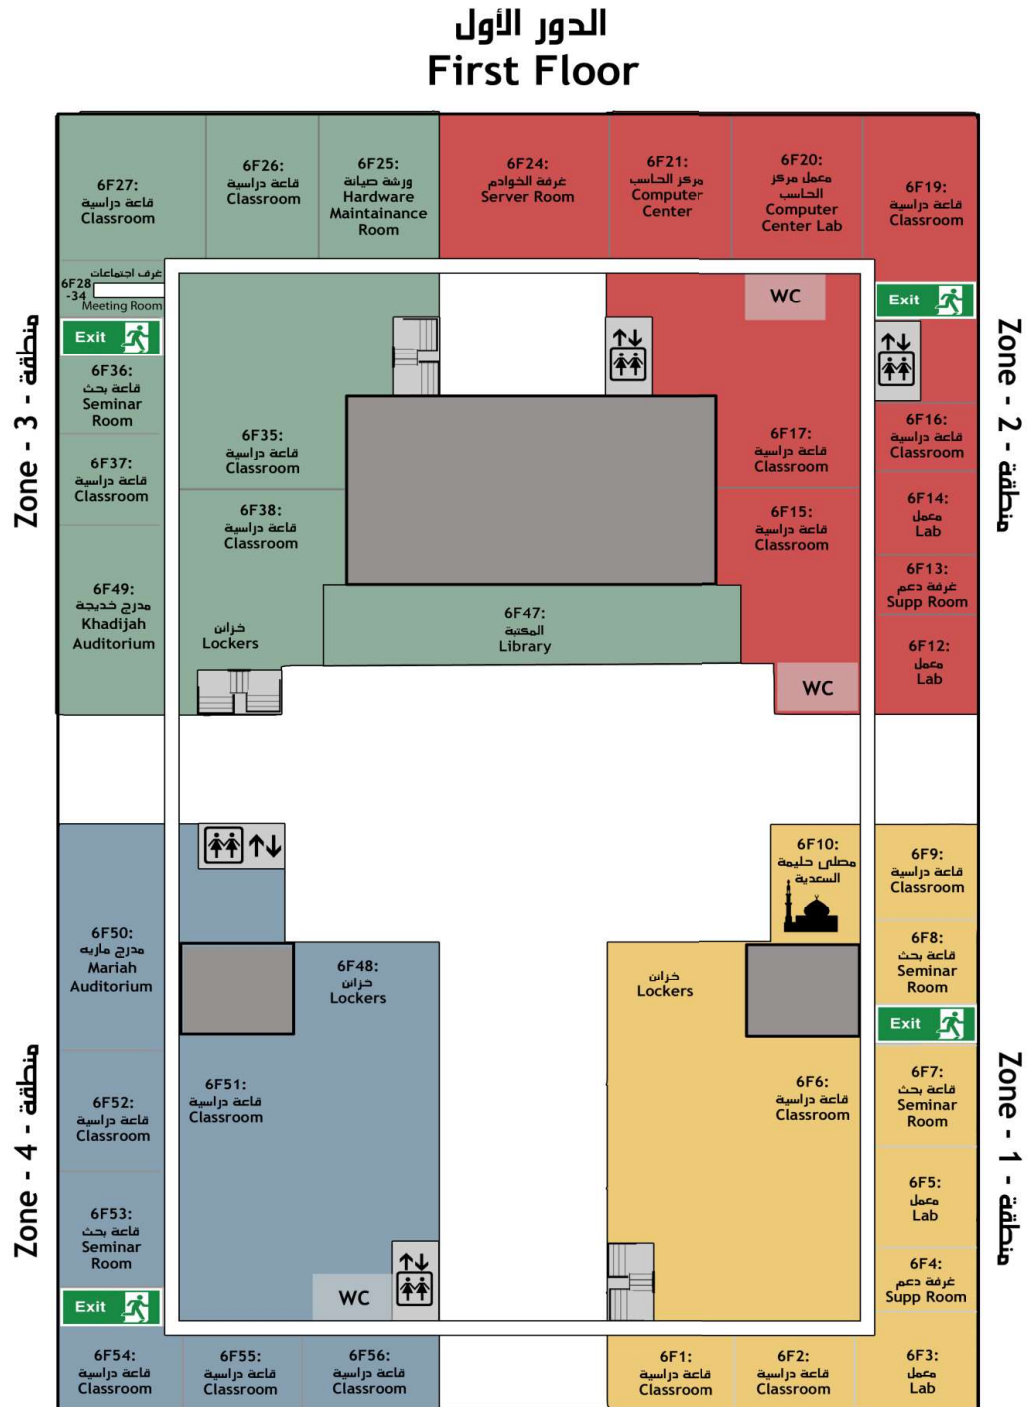 الدور الأول
First Floor
6F27:
قاعة دراسية
Classroom
6F26:
قاعة دراسية
Classroom
6F25:
ورشة صيانة
Hardware
Maintainance
Room
6F24:
غرفة الخوادم
Server Room
6F21:
مركز الحاسب
Computer
Center
6F20:
معمل مركز
الحاسب
Computer
Center Lab
6F19:
قاعة دراسية
Classroom
غرف اجتماعات
6F28
-34
Meeting Room
Exit
WC
Exit
Zone - 3 - منطقة
Zone - 2 - منطقة
6F36:
قاعة بحث
Seminar
Room
6F37:
قاعة دراسية
Classroom
6F35:
قاعة دراسية
Classroom
6F38:
قاعة دراسية
Classroom
6F17:
قاعة دراسية
Classroom
6F15:
قاعة دراسية
Classroom
6F16:
قاعة دراسية
Classroom
6F14:
معمل
Lab
6F13:
غرفة دعم
Supp Room
6F12:
معمل
Lab
6F49:
مدرج خديجة
Khadijah
Auditorium
خزائن
Lockers
6F47:
المكتبة
Library
WC
6F10:
مصلى حليمة
السعدية
6F9:
قاعة دراسية
Classroom
6F8:
قاعة بحث
Seminar
Room
6F50:
مدرج ماريه
Mariah
Auditorium
6F48:
خزائن
Lockers
خزائن
Lockers
Exit
Zone - 4 - منطقة
Zone - 1 - منطقة
6F51:
قاعة دراسية
Classroom
6F6:
قاعة دراسية
Classroom
6F7:
قاعة بحث
Seminar
Room
6F52:
قاعة دراسية
Classroom
6F5:
معمل
Lab
6F53:
قاعة بحث
Seminar
Room
6F4:
غرفة دعم
Supp Room
Exit
WC
6F54:
قاعة دراسية
Classroom
6F55:
قاعة دراسية
Classroom
6F56:
قاعة دراسية
Classroom
6F1:
قاعة دراسية
Classroom
6F2:
قاعة دراسية
Classroom
6F3:
معمل
Lab